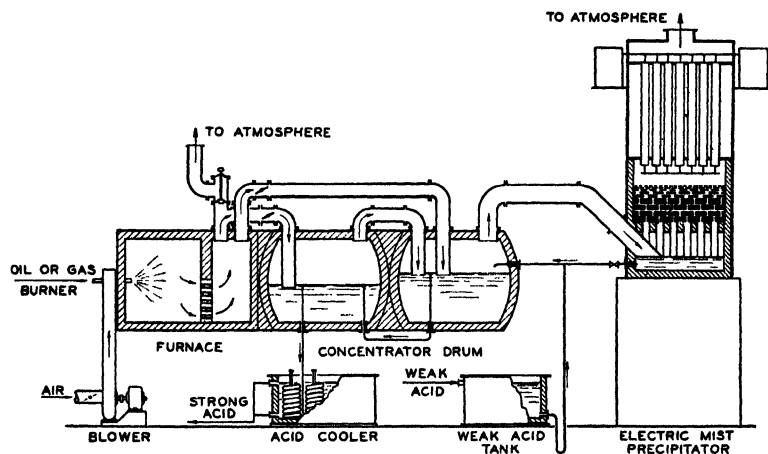 TO ATMOSPHERE
TO ATMOSPHERE
OIL OR GAS
BURNER
FURNACE
CONCENTRATOR DRUM
AIR
BLOWER
STRONG
ACID
ACID COOLER
WEAK
ACID
WEAK ACID
TANK
ELECTRIC MIST
PRECIPITATOR